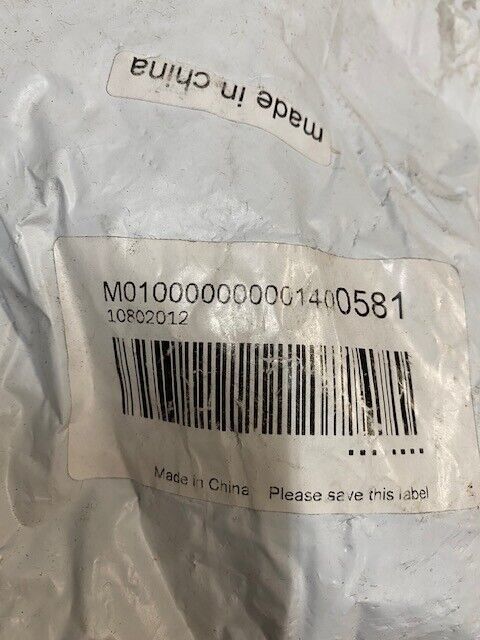 made in china
M0100000000001400581
10802012
Made in China Please save this label